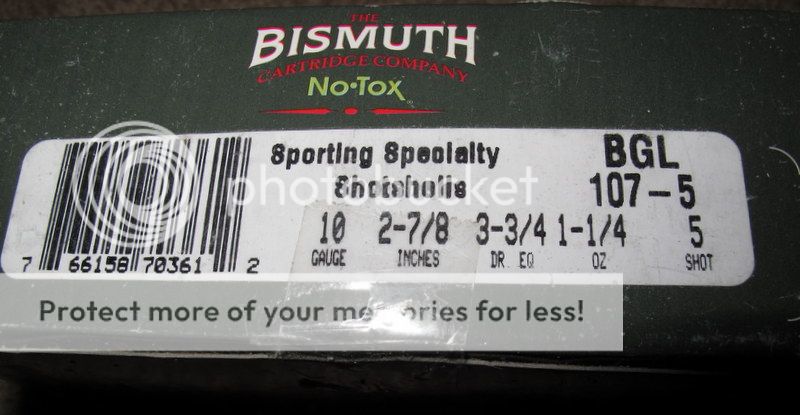 THE
BISMUTH
CARTRIDGE COMPANY
No•Tox
Sporting Specialty
Shotshells
BGL
107-5
10 2-7/8 3-3/4 1-1/4 5
GAUGE INCHES DR. EQ OZ SHOT
7 66158 70361 2
photobucket
Protect more of your memories for less!